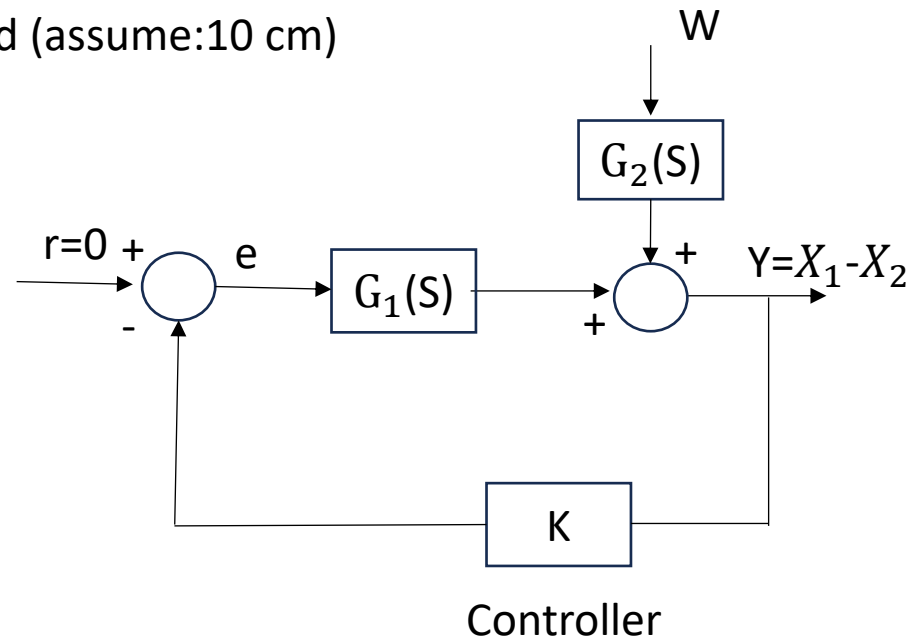 d (assume:10 cm)
W
G₂(S)
r=0 + e
G₁(S)
+
Y=X₁-X₂
-
+
K
Controller